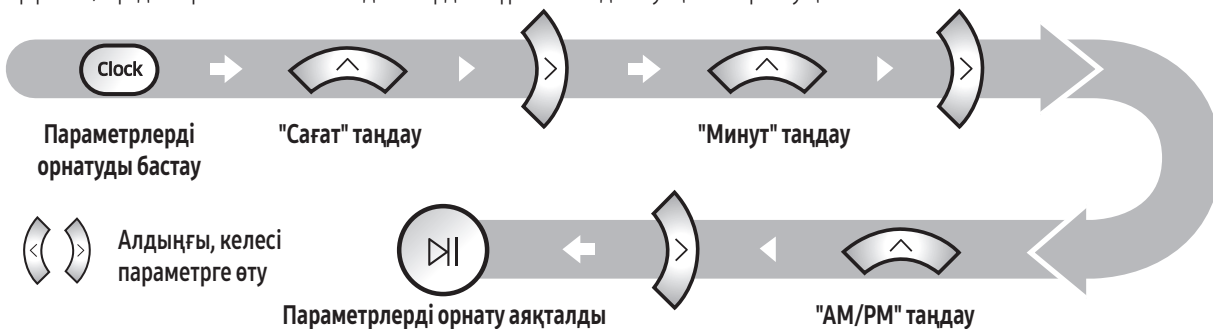 Clock
Параметрлерді
орнатуды бастау
"Сағат" таңдау
"Минут" таңдау
Алдыңғы, келесі
параметрге өту
Параметрлерді орнату аяқталды
"AM/PM" таңдау